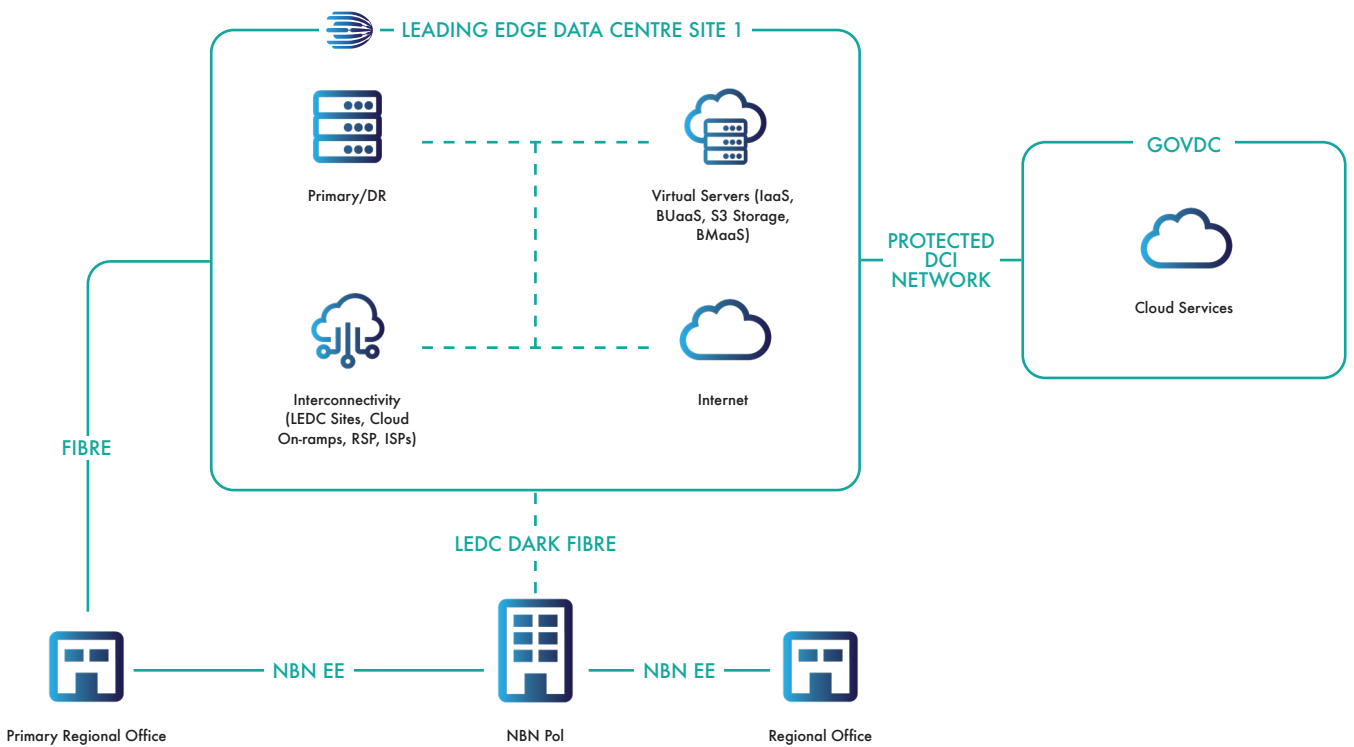 LEADING EDGE DATA CENTRE SITE 1
Primary/DR
Virtual Servers (IaaS,
BUaaS, S3 Storage,
BMaaS)
Interconnectivity
(LEDC Sites, Cloud
On-ramps, RSP, ISPs)
Internet
PROTECTED
DCI
NETWORK
GOVDC
Cloud Services
FIBRE
LEDC DARK FIBRE
NBN EE
NBN EE
Primary Regional Office
NBN PoI
Regional Office